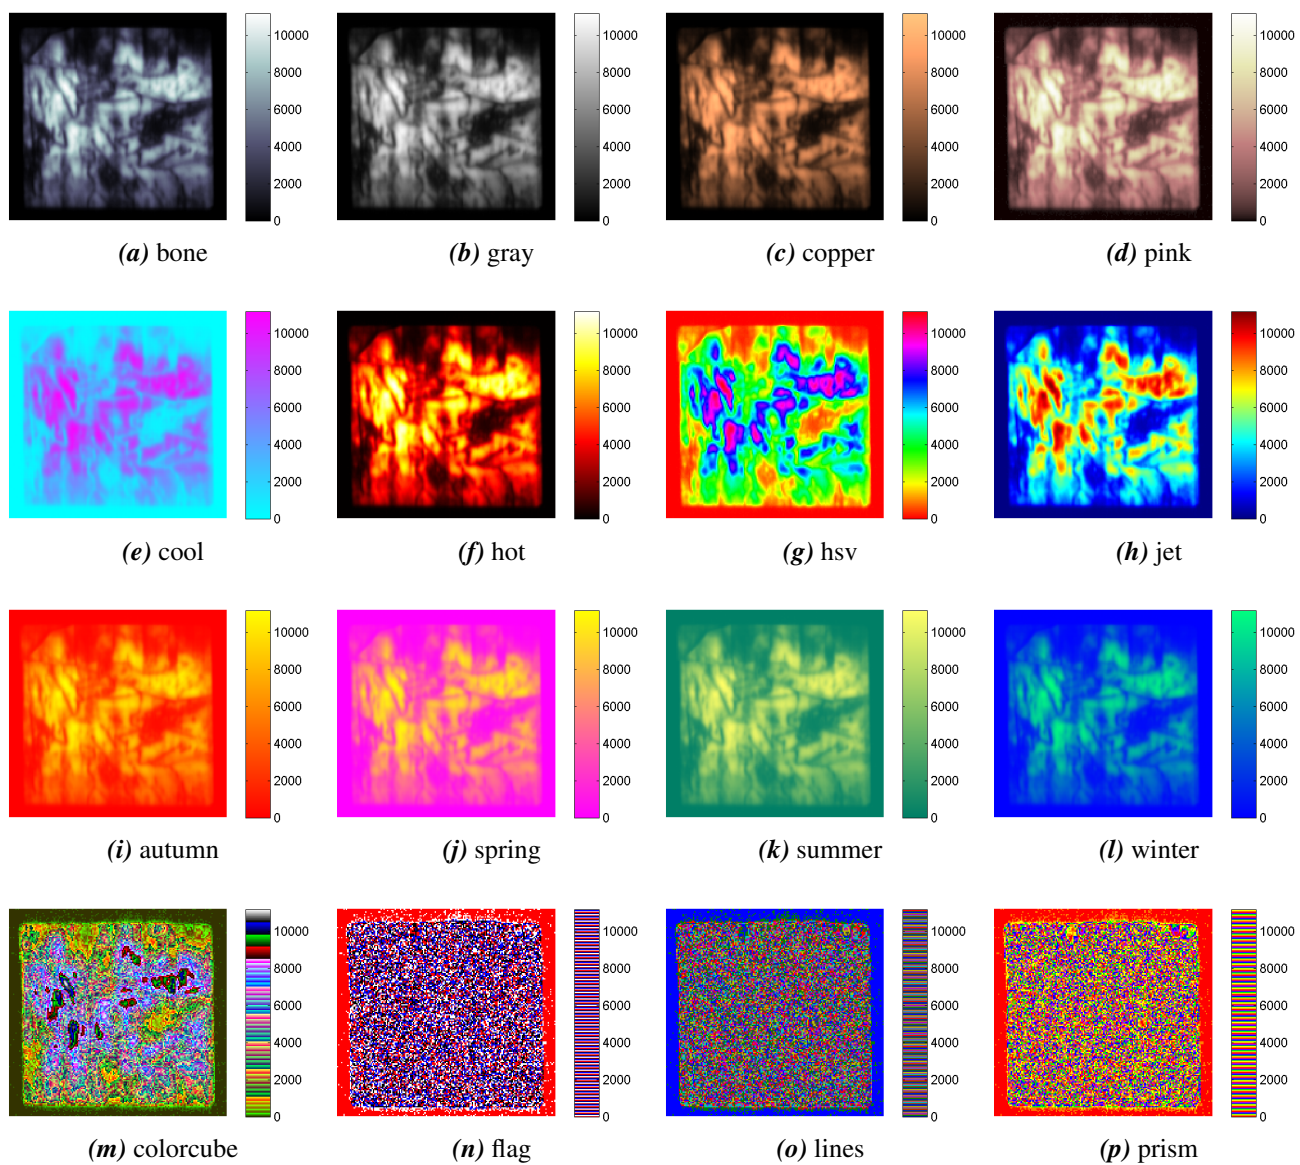 10000 10000 10000 10000
8000 8000 8000 8000
6000 6000 6000 6000
4000 4000 4000 4000
2000 2000 2000 2000
0 0 0 0
(a) bone (b) gray (c) copper (d) pink
10000 10000 10000 10000
8000 8000 8000 8000
6000 6000 6000 6000
4000 4000 4000 4000
2000 2000 2000 2000
0 0 0 0
(e) cool (f) hot (g) hsv (h) jet
10000 10000 10000 10000
8000 8000 8000 8000
6000 6000 6000 6000
4000 4000 4000 4000
2000 2000 2000 2000
0 0 0 0
(i) autumn (j) spring (k) summer (l) winter
10000 10000 10000 10000
8000 8000 8000 8000
6000 6000 6000 6000
4000 4000 4000 4000
2000 2000 2000 2000
0 0 0 0
(m) colorcube (n) flag (o) lines (p) prism